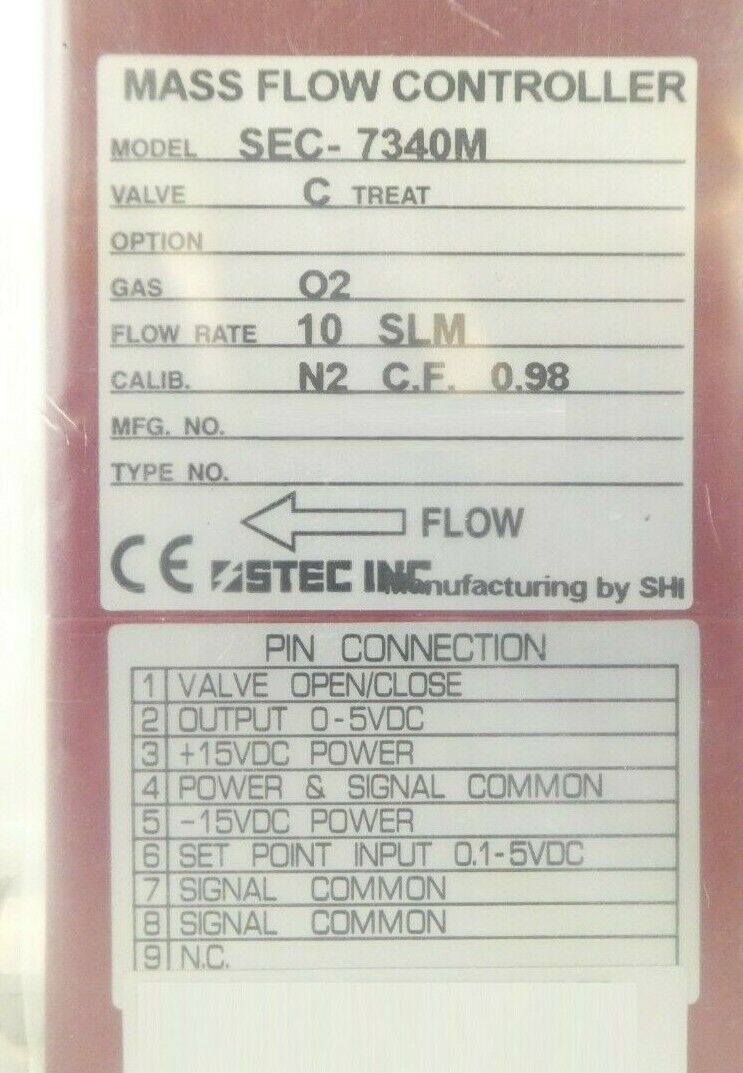 MASS FLOW CONTROLLER
MODEL SEC- 7340M
VALVE C TREAT
OPTION
GAS O2
FLOW RATE 10 SLM
CALIB. N2 C.F. 0.98
MFG. NO.
TYPE NO.
FLOW
CE STEC INC Manufacturing by SHI
PIN CONNECTION
1 VALVE OPEN/CLOSE
2 OUTPUT 0-5VDC
3 +15VDC POWER
4 POWER & SIGNAL COMMON
5 -15VDC POWER
6 SET POINT INPUT 0.1-5VDC
7 SIGNAL COMMON
8 SIGNAL COMMON
9 N.C.